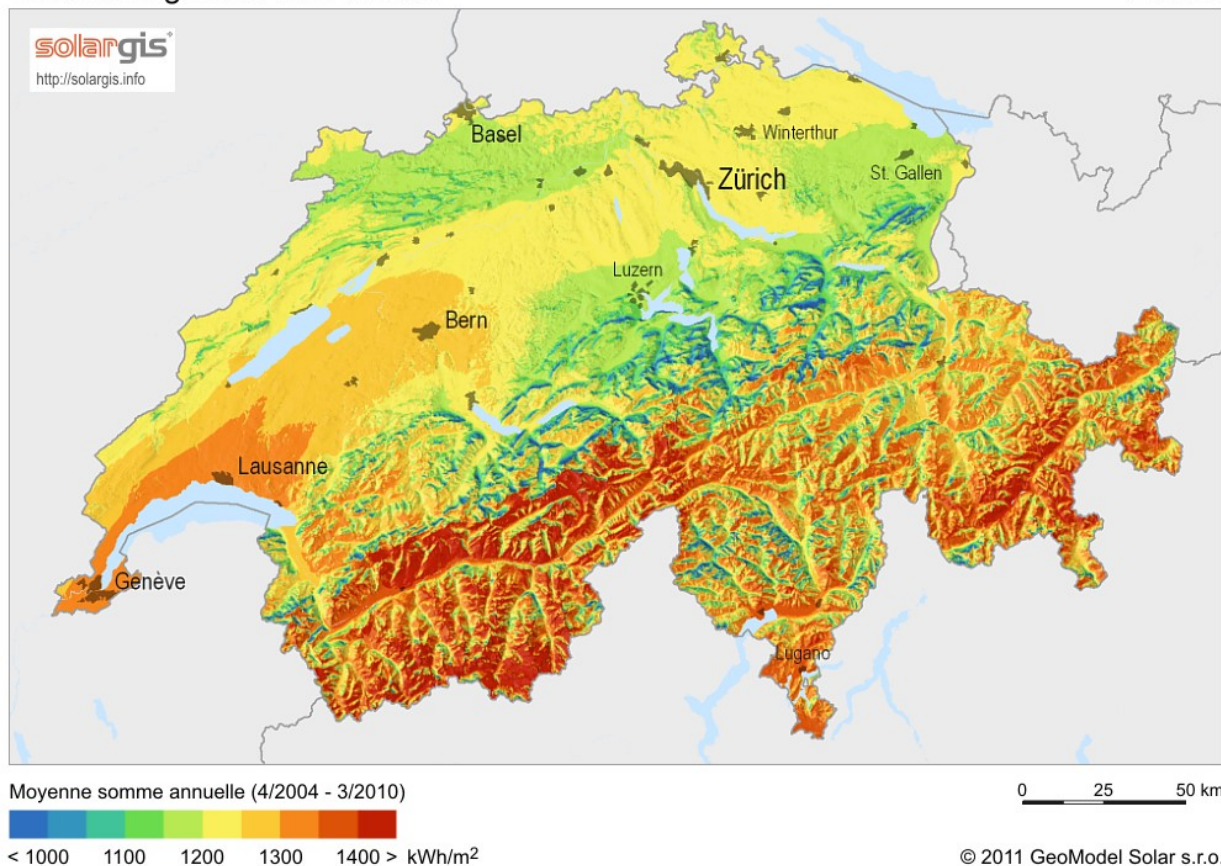 solargis
http://solargis.info
Basel
Winterthur
Zürich
St. Gallen
Luzern
Bern
Lausanne
Genève
Lugano
Moyenne somme annuelle (4/2004 - 3/2010)
< 1000 1100 1200 1300 1400 > kWh/m²
0 25 50 km
© 2011 GeoModel Solar s.r.o.